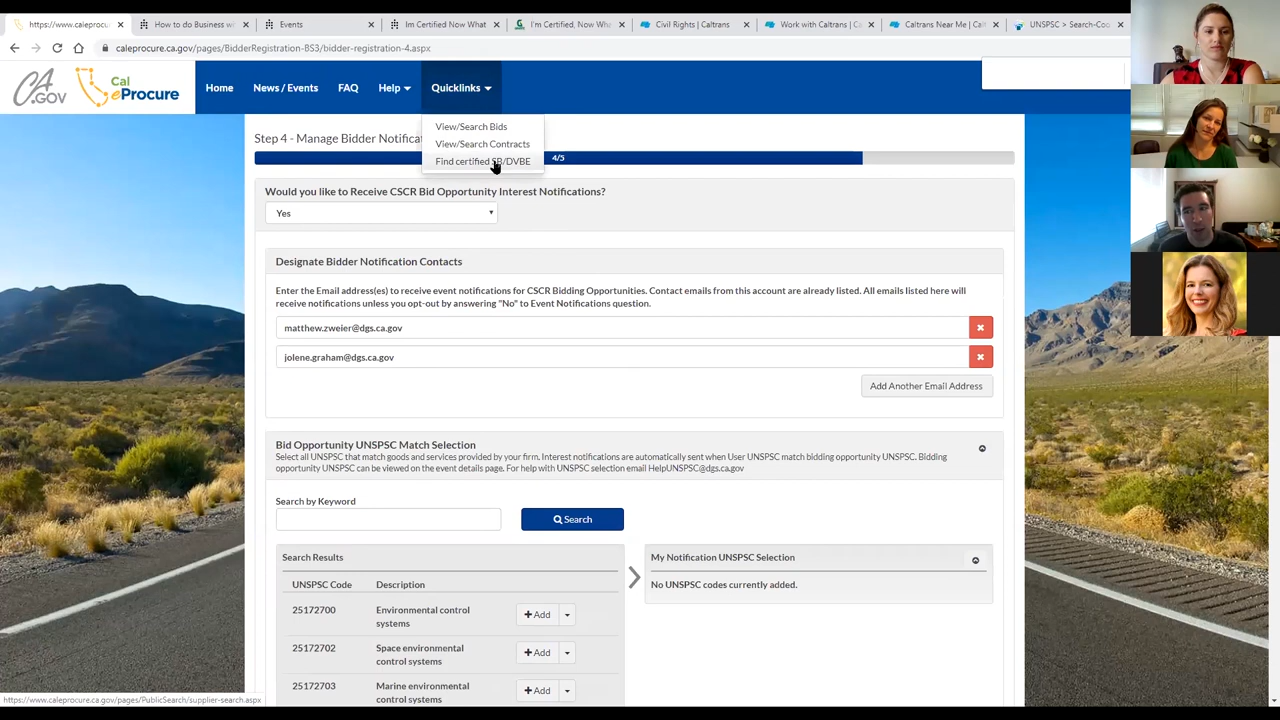 https://www.caleprocure
How to do Business wi
Events
Im Certified Now What
I'm Certified, Now Wha
Civil Rights | Caltrans
Work with Caltrans | Ca
Caltrans Near Me | Cal
UNSPSC > Search-Coo
caleprocure.ca.gov/pages/BidderRegistration-BS3/bidder-registration-4.aspx
CA.GOV
Cal eProcure
Home
News / Events
FAQ
Help
Quicklinks
View/Search Bids
View/Search Contracts
Find certified SB/DVBE
Step 4 - Manage Bidder Notificat
4/5
Would you like to Receive CSCR Bid Opportunity Interest Notifications?
Yes
Designate Bidder Notification Contacts
Enter the Email address(es) to receive event notifications for CSCR Bidding Opportunities. Contact emails from this account are already listed. All emails listed here will
receive notifications unless you opt-out by answering "No" to Event Notifications question.
matthew.zweier@dgs.ca.gov
jolene.graham@dgs.ca.gov
Add Another Email Address
Bid Opportunity UNSPSC Match Selection
Select all UNSPSC that match goods and services provided by your firm. Interest notifications are automatically sent when User UNSPSC match bidding opportunity UNSPSC. Bidding
opportunity UNSPSC can be viewed on the event details page. For help with UNSPSC selection email HelpUNSPSC@dgs.ca.gov
Search by Keyword
Search
Search Results
My Notification UNSPSC Selection
UNSPSC Code Description
No UNSPSC codes currently added.
25172700 Environmental control
systems
Add
25172702 Space environmental
control systems
Add
25172703 Marine environmental
control systems
Add
https://www.caleprocure.ca.gov/pages/PublicSearch/supplier-search.aspx